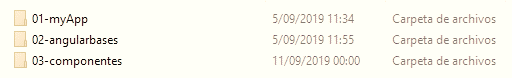 01-myApp 5/09/2019 11:34 Carpeta de archivos
02-angularbases 5/09/2019 11:55 Carpeta de archivos
03-componentes 11/09/2019 00:00 Carpeta de archivos